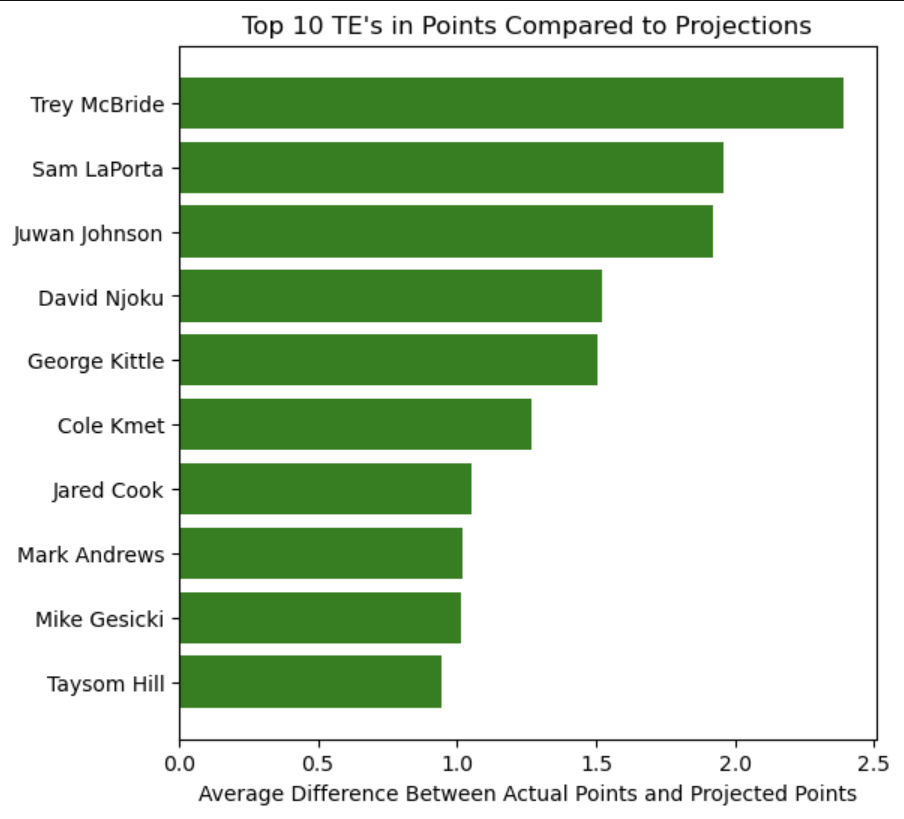 Top 10 TE's in Points Compared to Projections
Trey McBride
Sam LaPorta
Juwan Johnson
David Njoku
George Kittle
Cole Kmet
Jared Cook
Mark Andrews
Mike Gesicki
Taysom Hill
0.0 0.5 1.0 1.5 2.0 2.5
Average Difference Between Actual Points and Projected Points